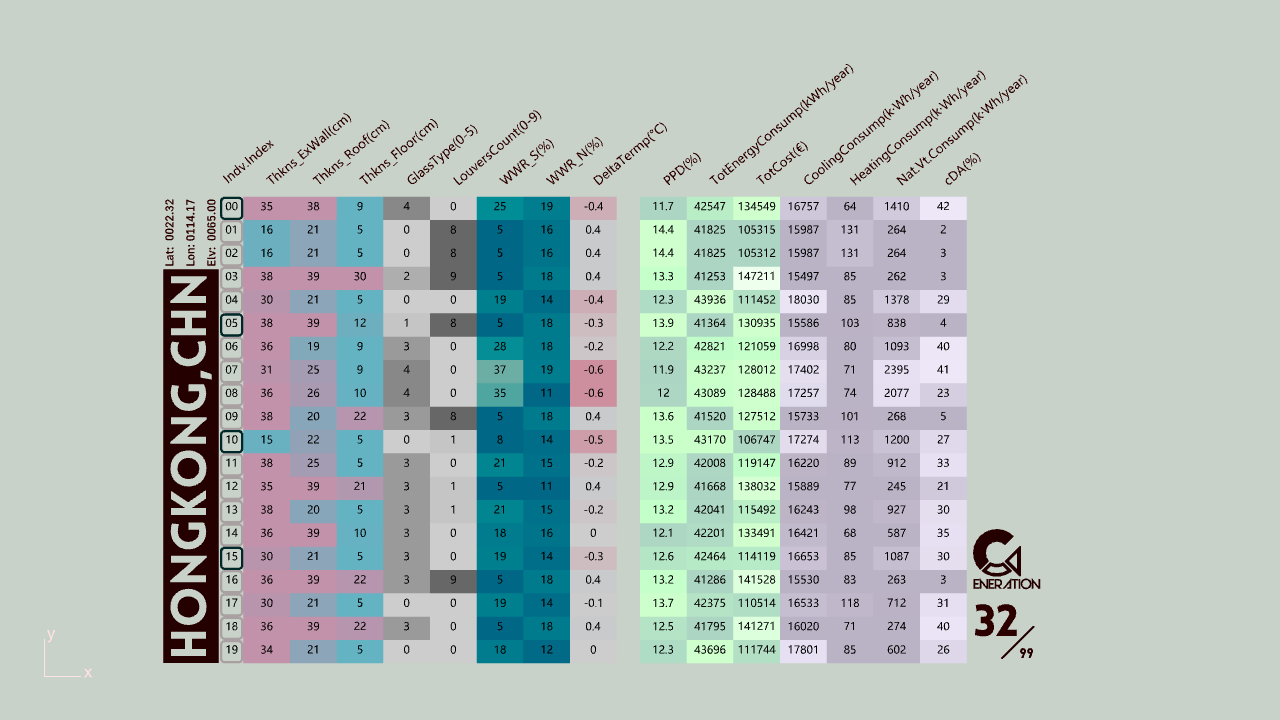 Indv.Index Thkns_ExWall(cm) Thkns_Roof(cm) Thkns_Floor(cm) GlassType(0-5) LouversCount(0-9) WWR_S(%) WWR_N(%) DeltaTermp(°C) PPD(%) TotEnergyConsump(kWh/year) TotCost(€) CoolingConsump(k·Wh/year) HeatingConsump(k·Wh/year) Nat.Vt.Consump(k·Wh/year) cDA(%)
Lat: 0022.32
Lon: 0114.17
Elv: 0065.00
HONGKONG,CHN
00 35 38 9 4 0 25 19 -0.4 11.7 42547 134549 16757 64 1410 42
01 16 21 5 0 8 5 16 0.4 14.4 41825 105315 15987 131 264 2
02 16 21 5 0 8 5 16 0.4 14.4 41825 105312 15987 131 264 3
03 38 39 30 2 9 5 18 0.4 13.3 41253 147211 15497 85 262 3
04 30 21 5 0 0 19 14 -0.4 12.3 43936 111452 18030 85 1378 29
05 38 39 12 1 8 5 18 -0.3 13.9 41364 130935 15586 103 838 4
06 36 19 9 3 0 28 18 -0.2 12.2 42821 121059 16998 80 1093 40
07 31 25 9 4 0 37 19 -0.6 11.9 43237 128012 17402 71 2395 41
08 36 26 10 4 0 35 11 -0.6 12 43089 128488 17257 74 2077 23
09 38 20 22 3 8 5 18 0.4 13.6 41520 127512 15733 101 268 5
10 15 22 5 0 1 8 14 -0.5 13.5 43170 106747 17274 113 1200 27
11 38 25 5 3 0 21 15 -0.2 12.9 42008 119147 16220 89 912 33
12 35 39 21 3 1 5 11 0.4 12.9 41668 138032 15889 77 245 21
13 38 20 5 3 1 21 15 -0.2 13.2 42041 115492 16243 98 927 30
14 36 39 10 3 0 18 16 0 12.1 42201 133491 16421 68 587 35
15 30 21 5 3 0 19 14 -0.3 12.6 42464 114119 16653 85 1087 30
16 36 39 22 3 9 5 18 0.4 13.2 41286 141528 15530 83 263 3
17 30 21 5 0 0 19 14 -0.1 13.7 42375 110514 16533 118 712 31
18 36 39 22 3 0 5 18 0.4 12.5 41795 141271 16020 71 274 40
19 34 21 5 0 0 18 12 0 12.3 43696 111744 17801 85 602 26
GENERATION
32/99
y
x